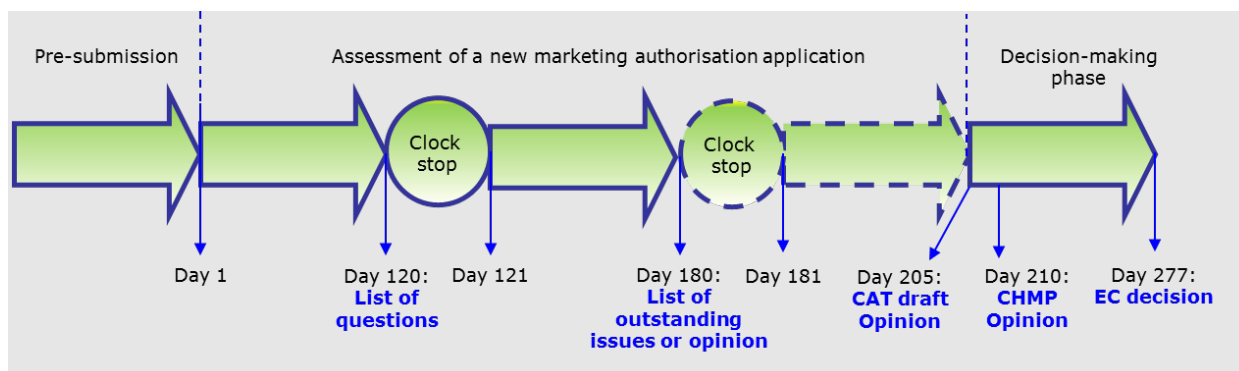 Pre-submission
Assessment of a new marketing authorisation application
Decision-making
phase
Clock
stop
Clock
stop
Day 1
Day 120:
List of
questions
Day 121
Day 180:
List of
outstanding
issues or opinion
Day 181
Day 205:
CAT draft
Opinion
Day 210:
CHMP
Opinion
Day 277:
EC decision